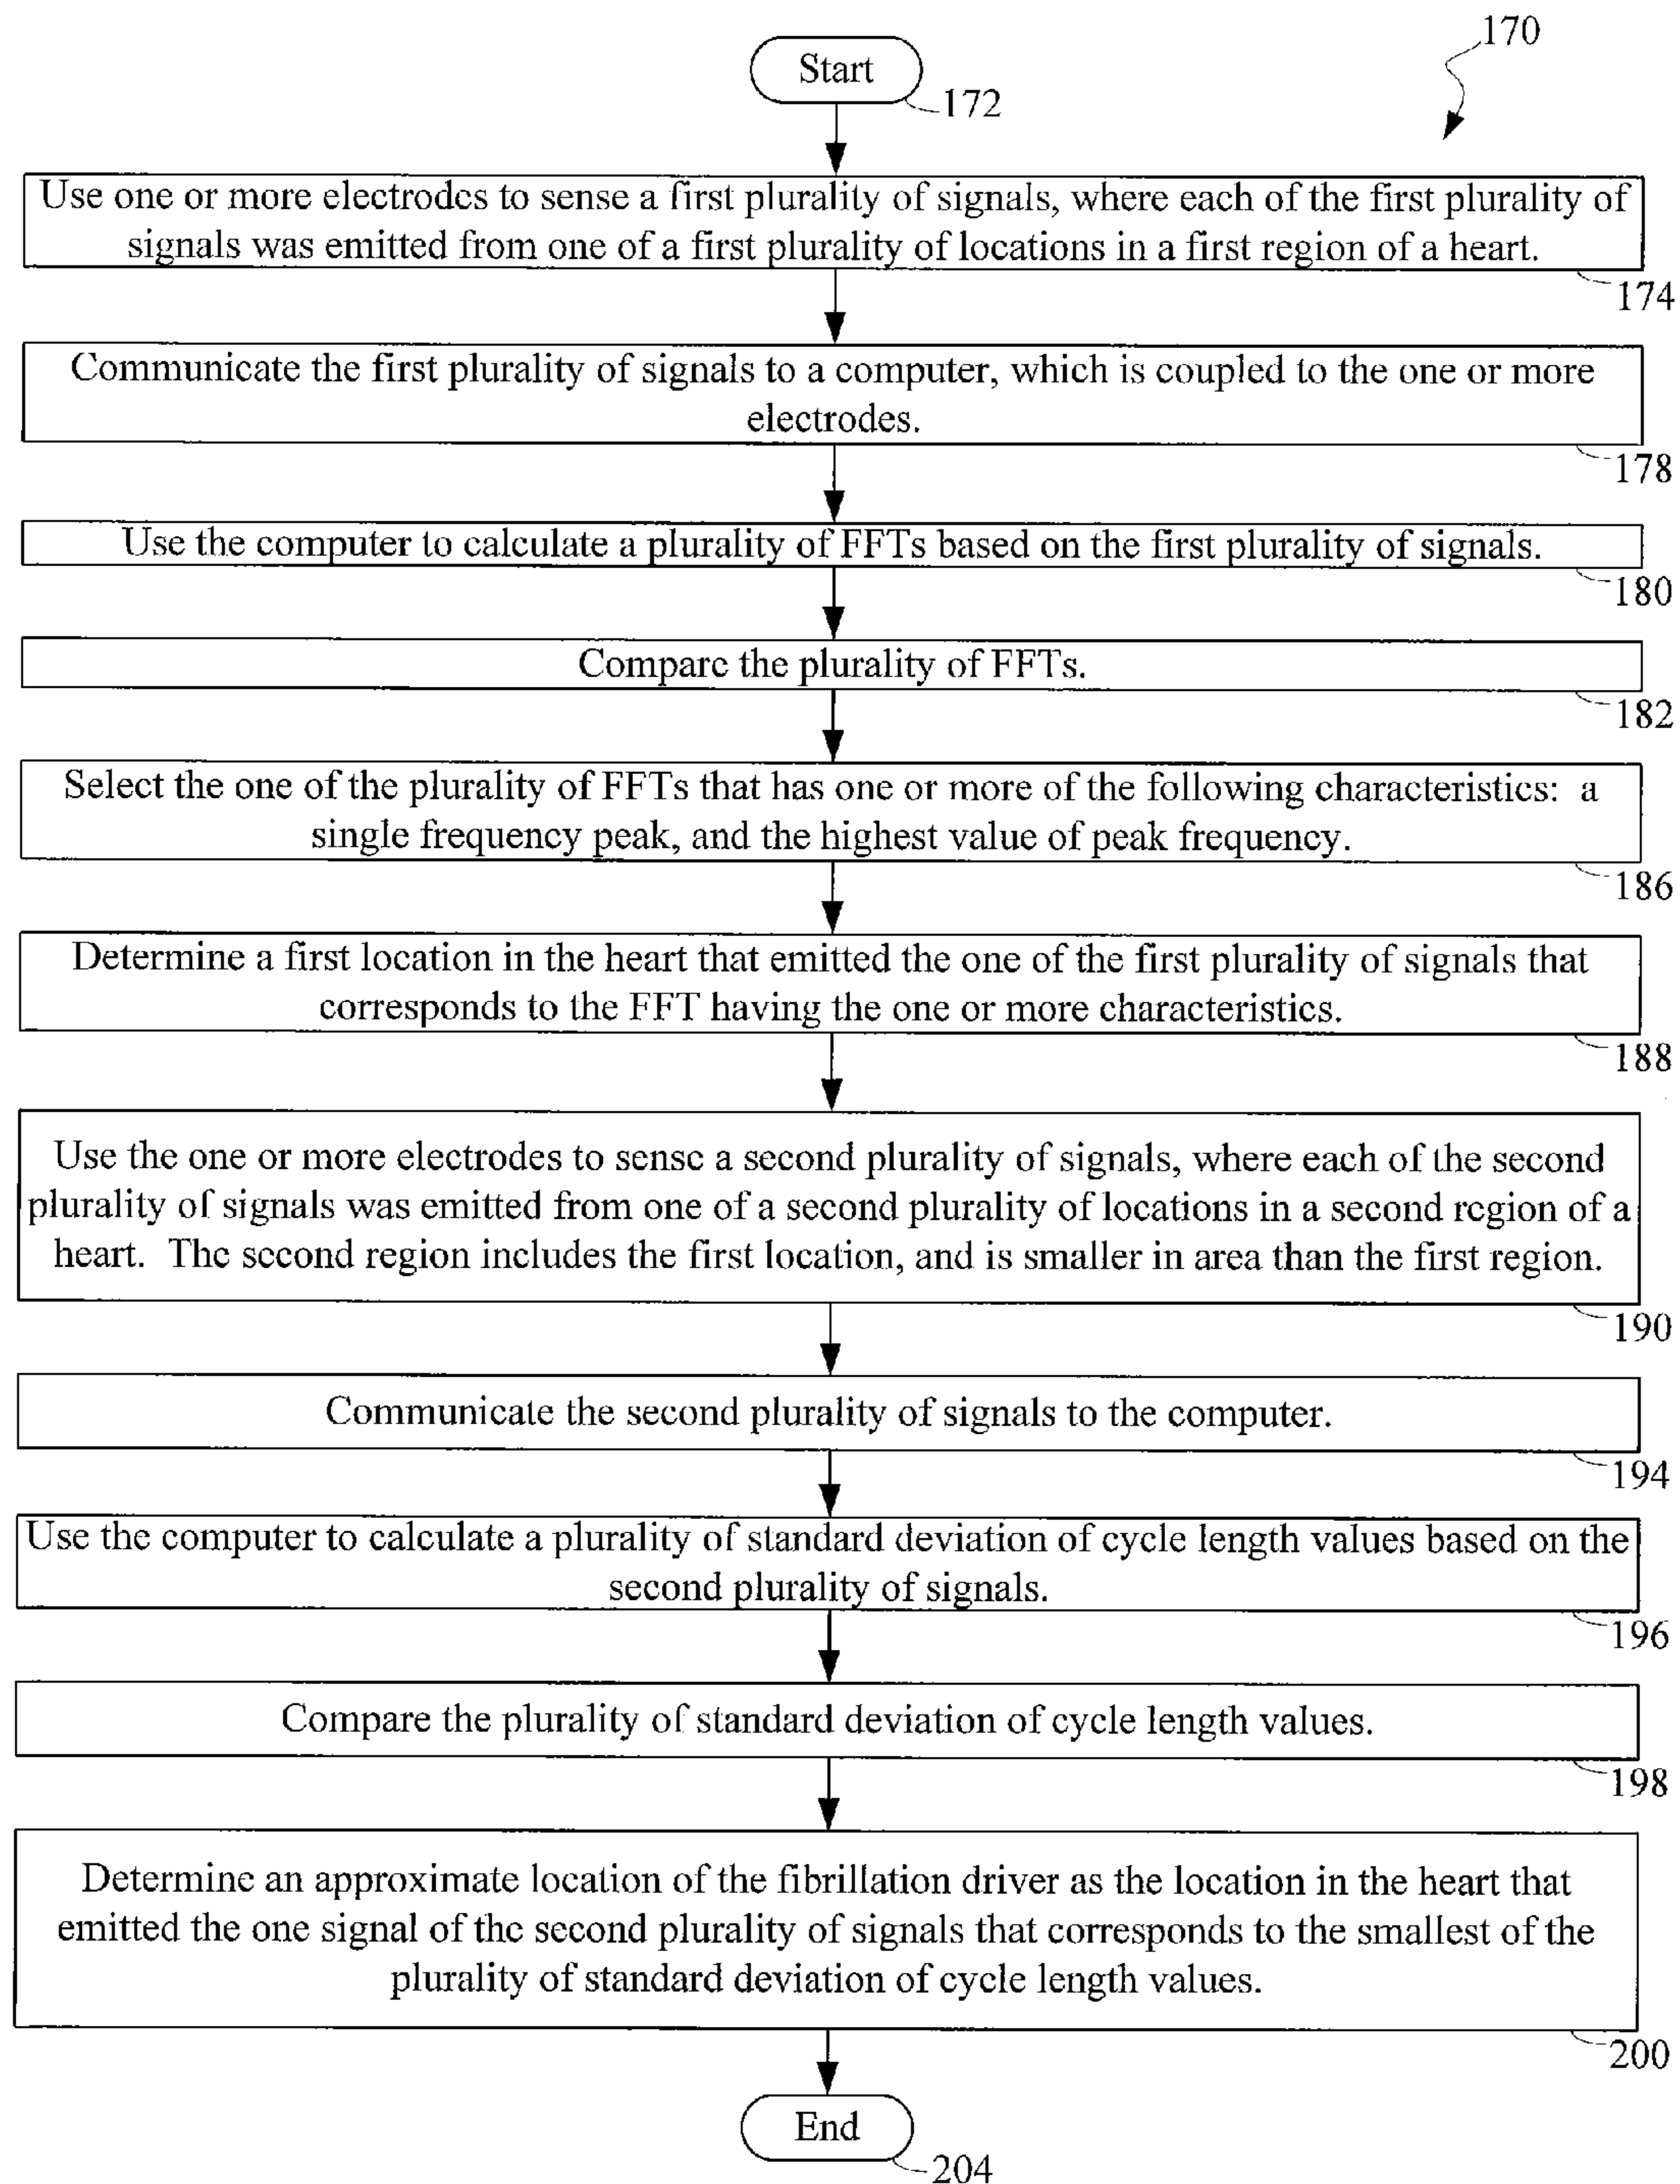 170
Start
172
Use one or more electrodes to sense a first plurality of signals, where each of the first plurality of
signals was emitted from one of a first plurality of locations in a first region of a heart.
174
Communicate the first plurality of signals to a computer, which is coupled to the one or more
electrodes.
178
Use the computer to calculate a plurality of FFTs based on the first plurality of signals.
180
Compare the plurality of FFTs.
182
Select the one of the plurality of FFTs that has one or more of the following characteristics: a
single frequency peak, and the highest value of peak frequency.
186
Determine a first location in the heart that emitted the one of the first plurality of signals that
corresponds to the FFT having the one or more characteristics.
188
Use the one or more electrodes to sense a second plurality of signals, where each of the second
plurality of signals was emitted from one of a second plurality of locations in a second region of a
heart. The second region includes the first location, and is smaller in area than the first region.
190
Communicate the second plurality of signals to the computer.
194
Use the computer to calculate a plurality of standard deviation of cycle length values based on the
second plurality of signals.
196
Compare the plurality of standard deviation of cycle length values.
198
Determine an approximate location of the fibrillation driver as the location in the heart that
emitted the one signal of the second plurality of signals that corresponds to the smallest of the
plurality of standard deviation of cycle length values.
200
End
204